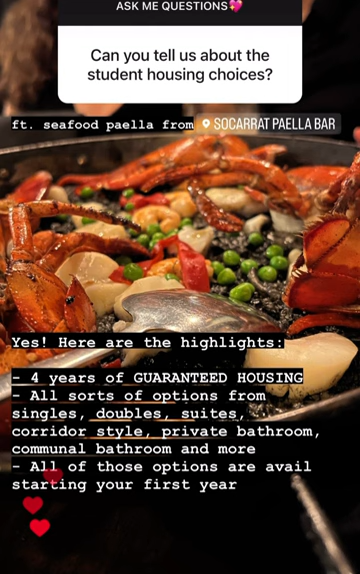 ASK ME QUESTIONS💖
Can you tell us about the
student housing choices?
ft. seafood paella from SOCARRAT PAELLA BAR
Yes! Here are the highlights:
- 4 years of GUARANTEED HOUSING
- All sorts of options from
singles, doubles, suites,
corridor style, private bathroom,
communal bathroom and more
- All of those options are avail
starting your first year